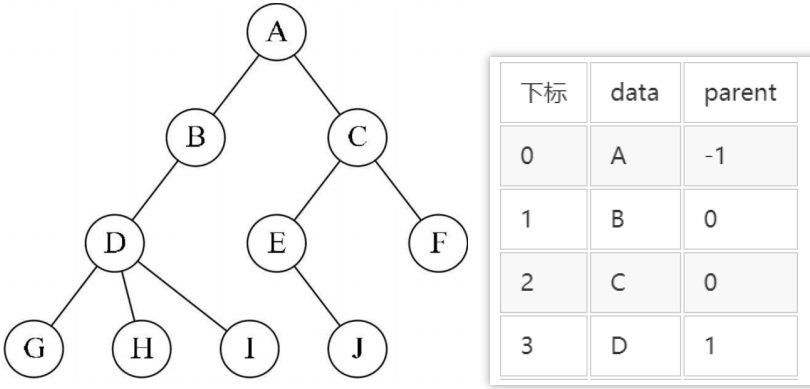 A
B C
D E F
G H I J
下标 data parent
0 A -1
1 B 0
2 C 0
3 D 1